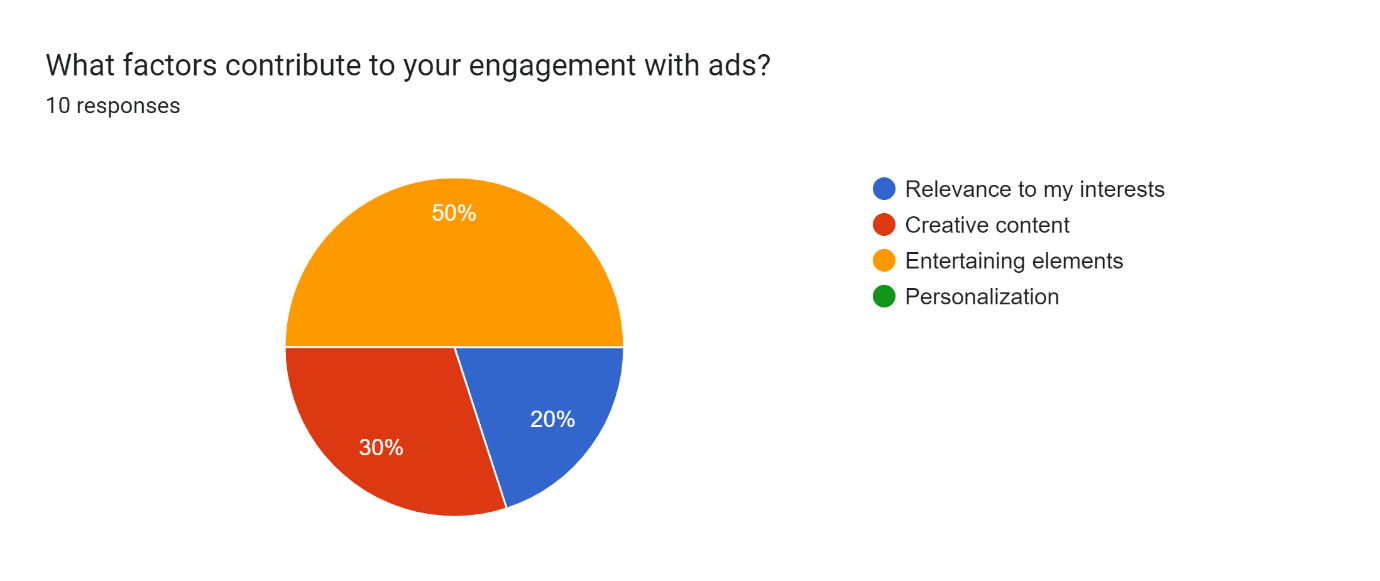 What factors contribute to your engagement with ads?
10 responses
50%
20%
30%
Relevance to my interests
Creative content
Entertaining elements
Personalization